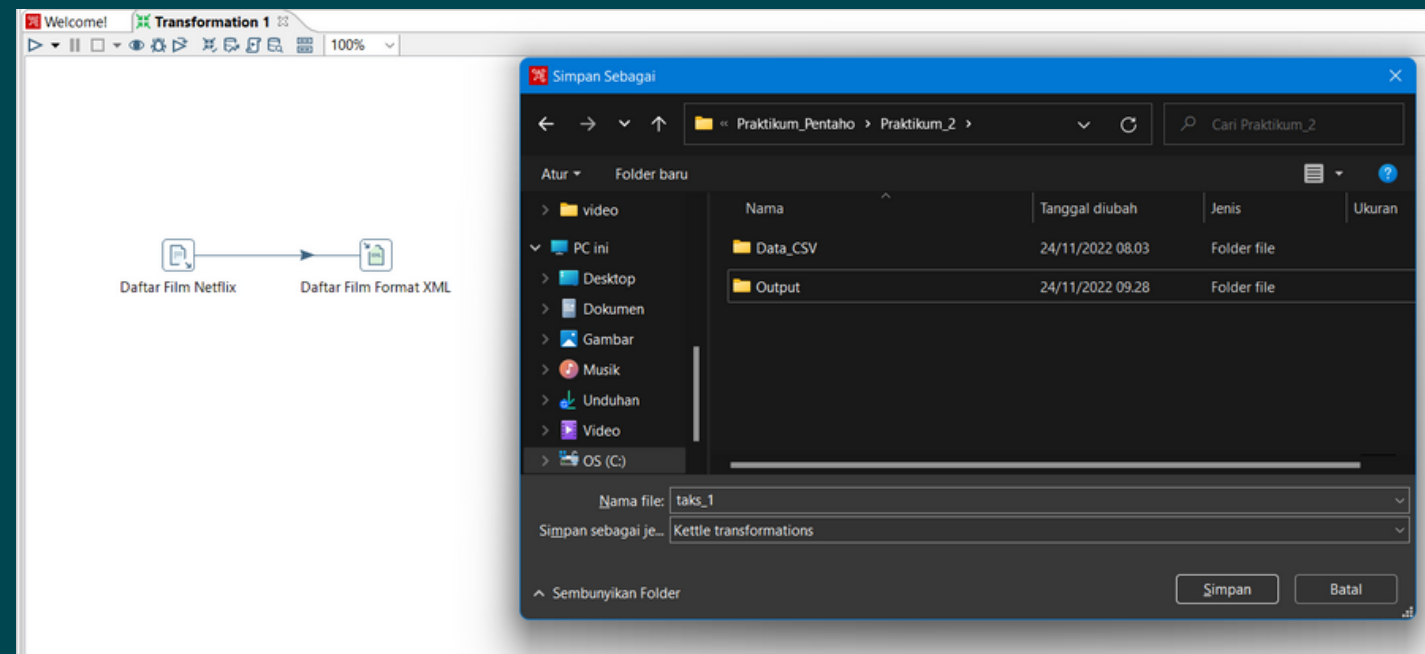 Welcome!
Transformation 1
100%
Daftar Film Netflix
Daftar Film Format XML
Simpan Sebagai
« Praktikum_Pentaho > Praktikum_2 >
Cari Praktikum_2
Atur
Folder baru
video
PC ini
Desktop
Dokumen
Gambar
Musik
Unduhan
Video
OS (C:)
Nama Tanggal diubah Jenis Ukuran
Data_CSV 24/11/2022 08.03 Folder file
Output 24/11/2022 09.28 Folder file
Nama file: taks_1
Simpan sebagai je... Kettle transformations
Sembunyikan Folder
Simpan
Batal